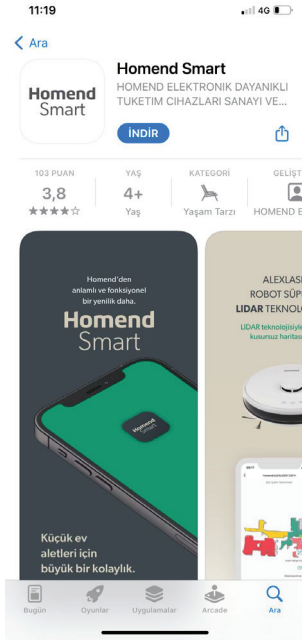 11:19
4G
Ara
Homend
Smart
Homend Smart
HOMEND ELEKTRONIK DAYANIKLI
TUKETIM CIHAZLARI SANAYI VE...
İNDİR
103 PUAN
YAŞ
KATEGORİ
GELİŞT
3,8
4+
Yaş
Yaşam Tarzı
HOMEND E
Homend'den
anlamlı ve fonksiyonel
bir yenilik daha.
Homend
Smart
Homend
Smart
Küçük ev
aletleri için
büyük bir kolaylık.
ALEXLAS
ROBOT SÜP
LIDAR TEKNOLO
LIDAR teknolojisiyle
kusursuz haritas
Bugün
Oyunlar
Uygulamalar
Arcade
Ara